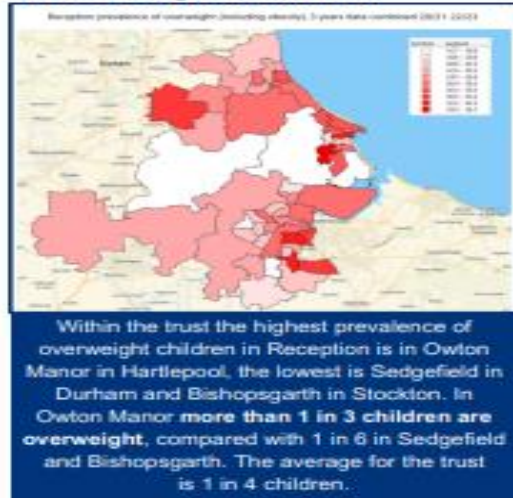 Reception prevalence of overweight (including obesity), 3 years data combined 20/21 - 22/23
Durham
Within the trust the highest prevalence of
overweight children in Reception is in Owton
Manor in Hartlepool, the lowest is Sedgefield in
Durham and Bishopsgarth in Stockton. In
Owton Manor more than 1 in 3 children are
overweight, compared with 1 in 6 in Sedgefield
and Bishopsgarth. The average for the trust
is 1 in 4 children.